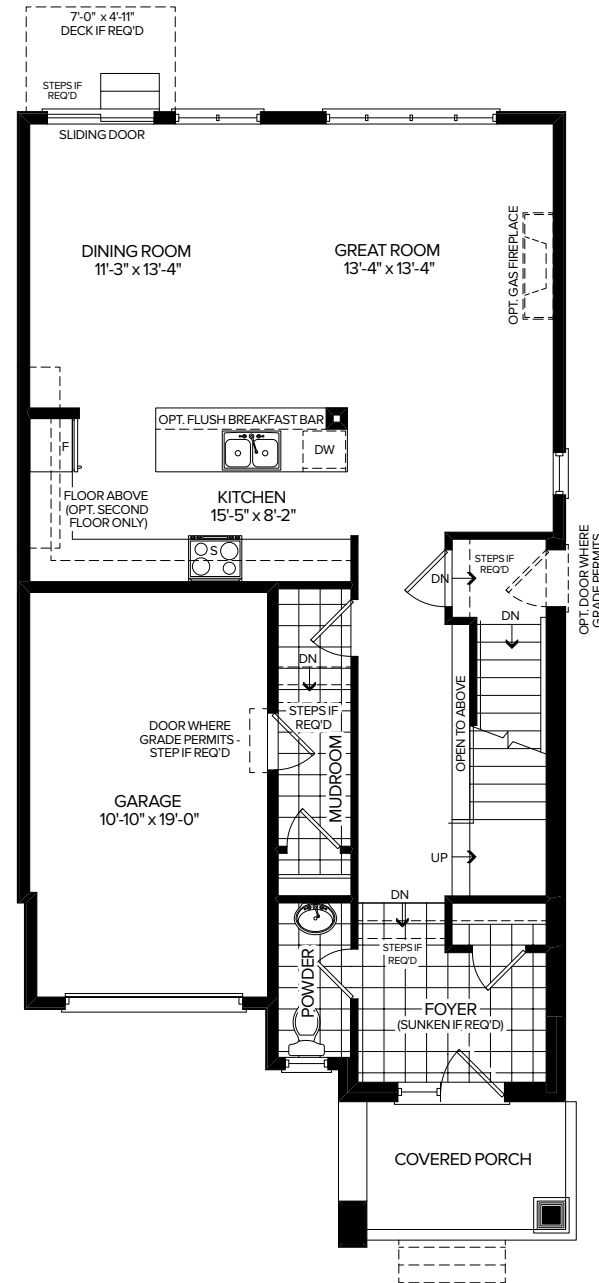 7'-0" x 4'-11"
DECK IF REQ'D
STEPS IF
REQ'D
SLIDING DOOR
DINING ROOM
11'-3" x 13'-4"
GREAT ROOM
13'-4" x 13'-4"
OPT. GAS FIREPLACE
OPT. FLUSH BREAKFAST BAR
DW
F
FLOOR ABOVE
(OPT. SECOND
FLOOR ONLY)
KITCHEN
15'-5" x 8'-2"
S
STEPS IF
REQ'D
DN
DN
OPT. DOOR WHERE
GRADE PERMITS
DN
STEPS IF
REQ'D
MUDROOM
DOOR WHERE
GRADE PERMITS -
STEP IF REQ'D
OPEN TO ABOVE
GARAGE
10'-10" x 19'-0"
UP
DN
STEPS IF
REQ'D
POWDER
FOYER
(SUNKEN IF REQ'D)
COVERED PORCH